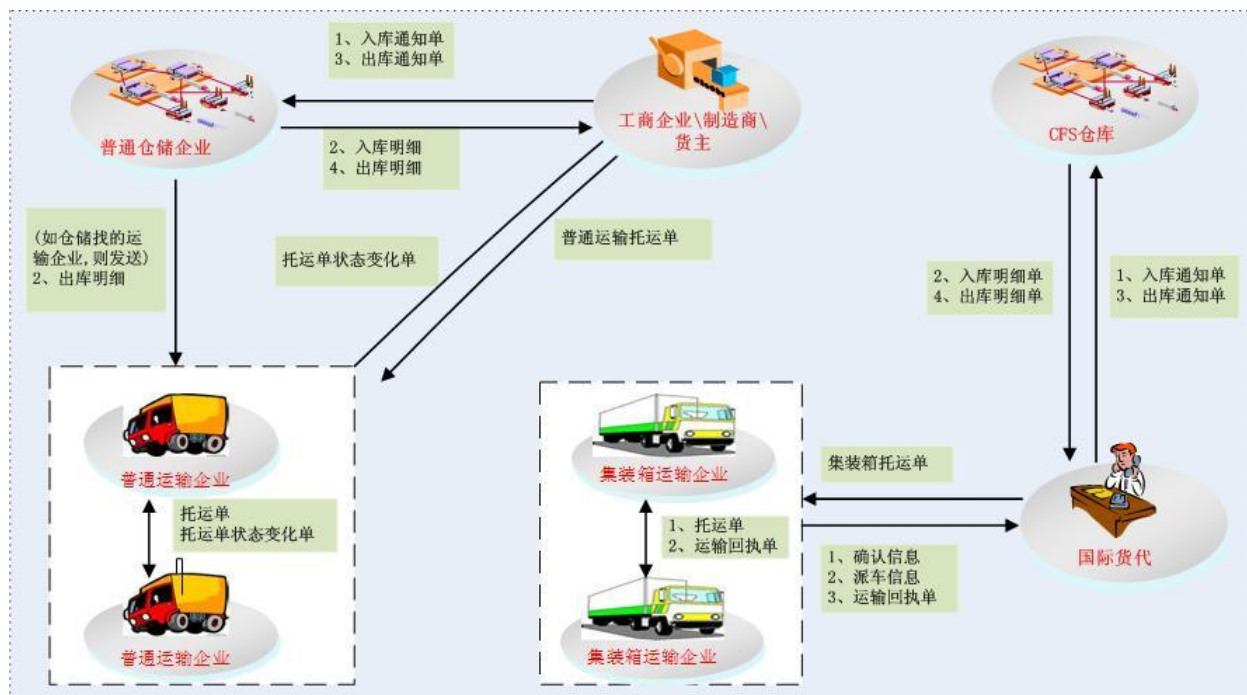 1、入库通知单
3、出库通知单
普通仓储企业
工商企业\制造商\
货主
CFS仓库
2、入库明细
4、出库明细
(如仓储找的运
输企业,则发送)
2、出库明细
托运单状态变化单
普通运输托运单
2、入库明细单
4、出库明细单
1、入库通知单
3、出库通知单
普通运输企业
托运单
托运单状态变化单
普通运输企业
集装箱运输企业
1、托运单
2、运输回执单
集装箱运输企业
集装箱托运单
1、确认信息
2、派车信息
3、运输回执单
国际货代